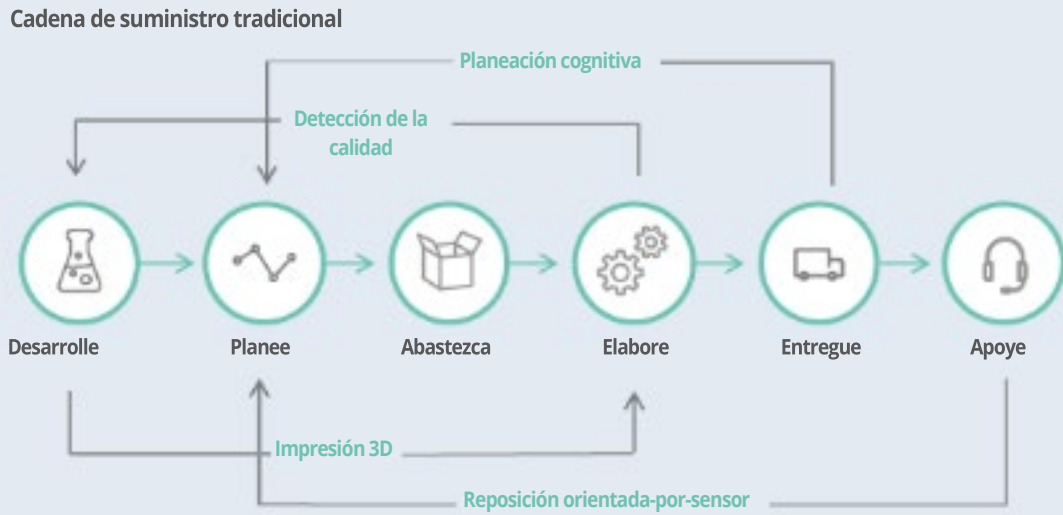 Cadena de suministro tradicional
Planeación cognitiva
Detección de la
calidad
Desarrolle
Planee
Abastezca
Elabore
Entregue
Apoye
Impresión 3D
Reposición orientada-por-sensor